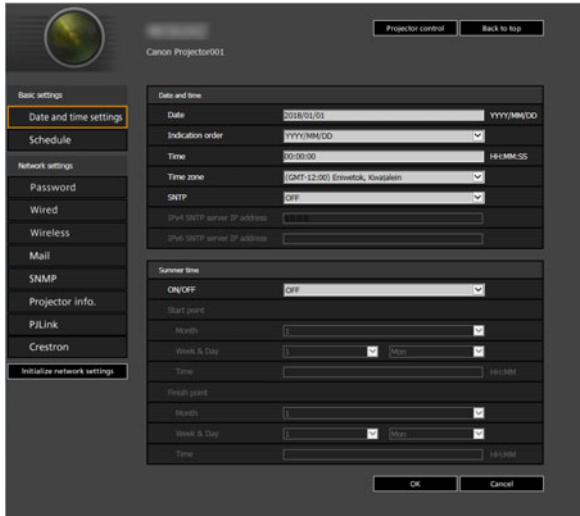 Projector control
Back to top
Canon Projector001
Basic settings
Date and time settings
Schedule
Network settings
Password
Wired
Wireless
Mail
SNMP
Projector info.
PJLink
Crestron
Initialize network settings
Date and time
Date 2018/01/01 YYYY/MM/DD
Indication order YYYY/MM/DD
Time 00:00:00 HH:MM:SS
Time zone (GMT-12:00) Eniwetok, Kwajalein
SNTP OFF
IPv4 SNTP server IP address
IPv6 SNTP server IP address
Summer time
ON/OFF OFF
Start point
Month 1
Week & Day 1 Mon
Time HH:MM
Finish point
Month 1
Week & Day 1 Mon
Time HH:MM
OK
Cancel